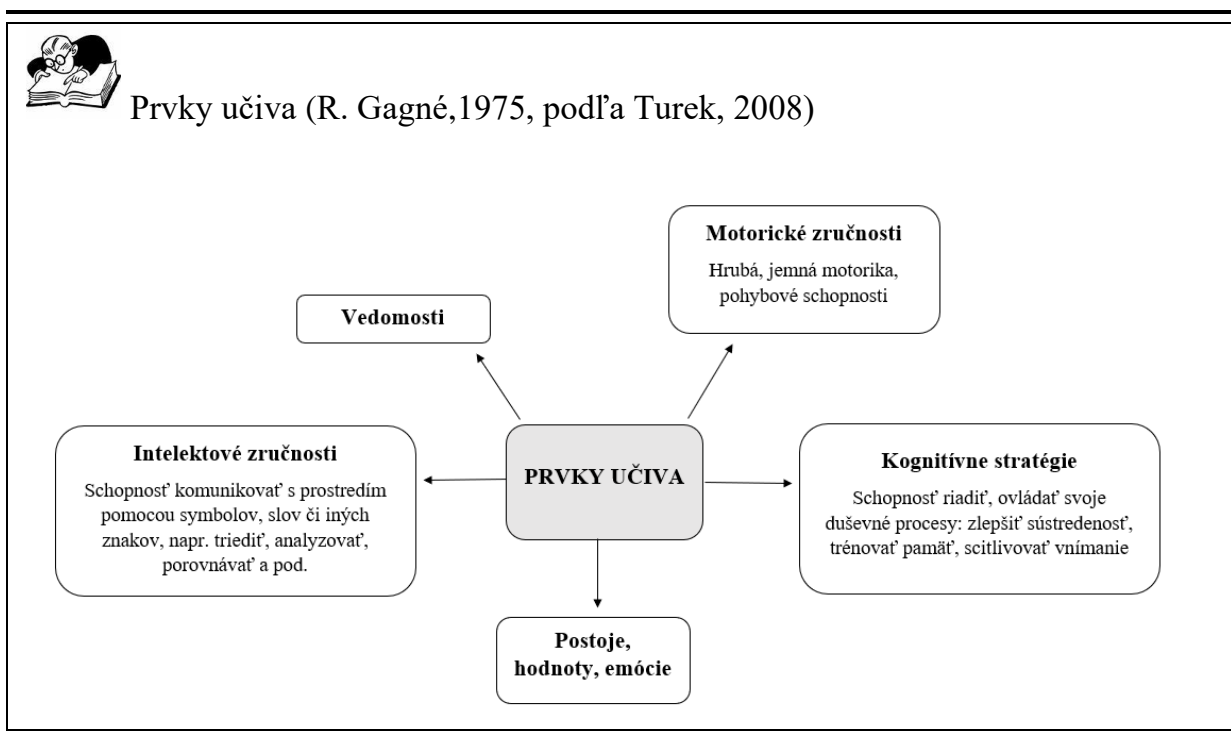 Prvky učiva (R. Gagné,1975, podľa Turek, 2008)
Motorické zručnosti
Hrubá, jemná motorika,
pohybové schopnosti
Vedomosti
Intelektové zručnosti
Schopnosť komunikovať s prostredím
pomocou symbolov, slov či iných
znakov, napr. triediť, analyzovať,
porovnávať a pod.
PRVKY UČIVA
Kognitívne stratégie
Schopnosť riadiť, ovládať svoje
duševné procesy: zlepšiť sústredenosť,
trénovať pamäť, scitlivovať vnímanie
Postoje,
hodnoty, emócie